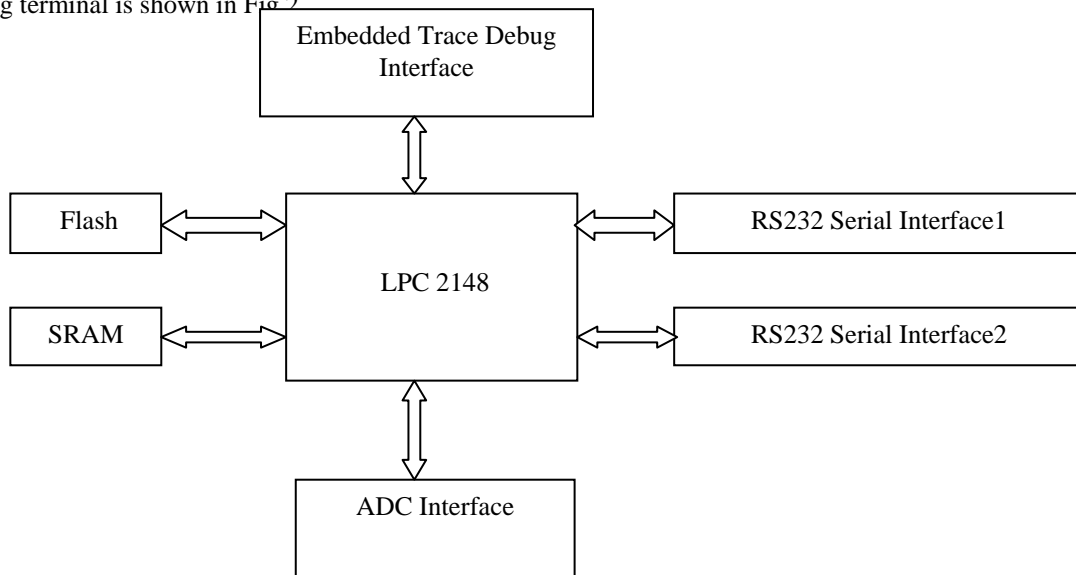 g terminal is shown in Fig 2
Embedded Trace Debug
Interface
Flash
RS232 Serial Interface1
LPC 2148
SRAM
RS232 Serial Interface2
ADC Interface